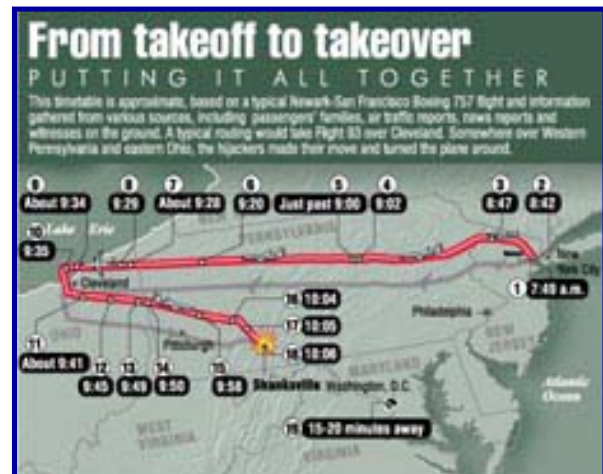 From takeoff to takeover
PUTTING IT ALL TOGETHER
This timetable is approximate, based on a typical Newark-San Francisco Boeing 757 flight and information
gathered from various sources, including passengers' families, air traffic reports, news reports and
witnesses on the ground. A typical routing would take Flight 93 over Cleveland. Somewhere over Western
Pennsylvania and eastern Ohio, the hijackers made their move and turned the plane around.
9 8 7 6 5 4 3 2
About 9:34 9:29 About 9:28 9:20 Just past 9:00 9:02 8:47 8:42
10 Lake Erie
9:35
PENNSYLVANIA
New York City
Cleveland
1 7:49 a.m.
16 10:04
Philadelphia
OHIO
17 10:05
NEW JERSEY
11 Pittsburgh
18 10:06
About 9:41
12 13 14 15
MARYLAND
9:45 9:49 9:50 9:58
Shanksville Washington, D.C.
Atlantic Ocean
WEST VIRGINIA
19 15-20 minutes away
VIRGINIA